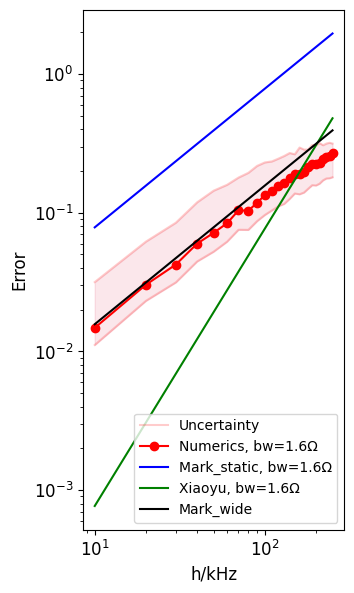 Error
10⁰
10⁻¹
10⁻²
10⁻³
Uncertainty
Numerics, bw=1.6Ω
Mark_static, bw=1.6Ω
Xiaoyu, bw=1.6Ω
Mark_wide
10¹ 10²
h/kHz